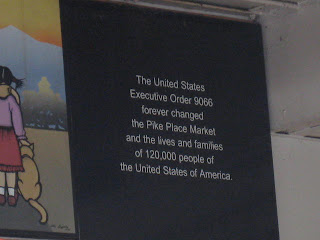 The United States
Executive Order 9066
forever changed
the Pike Place Market
and the lives and families
of 120,000 people of
the United States of America.